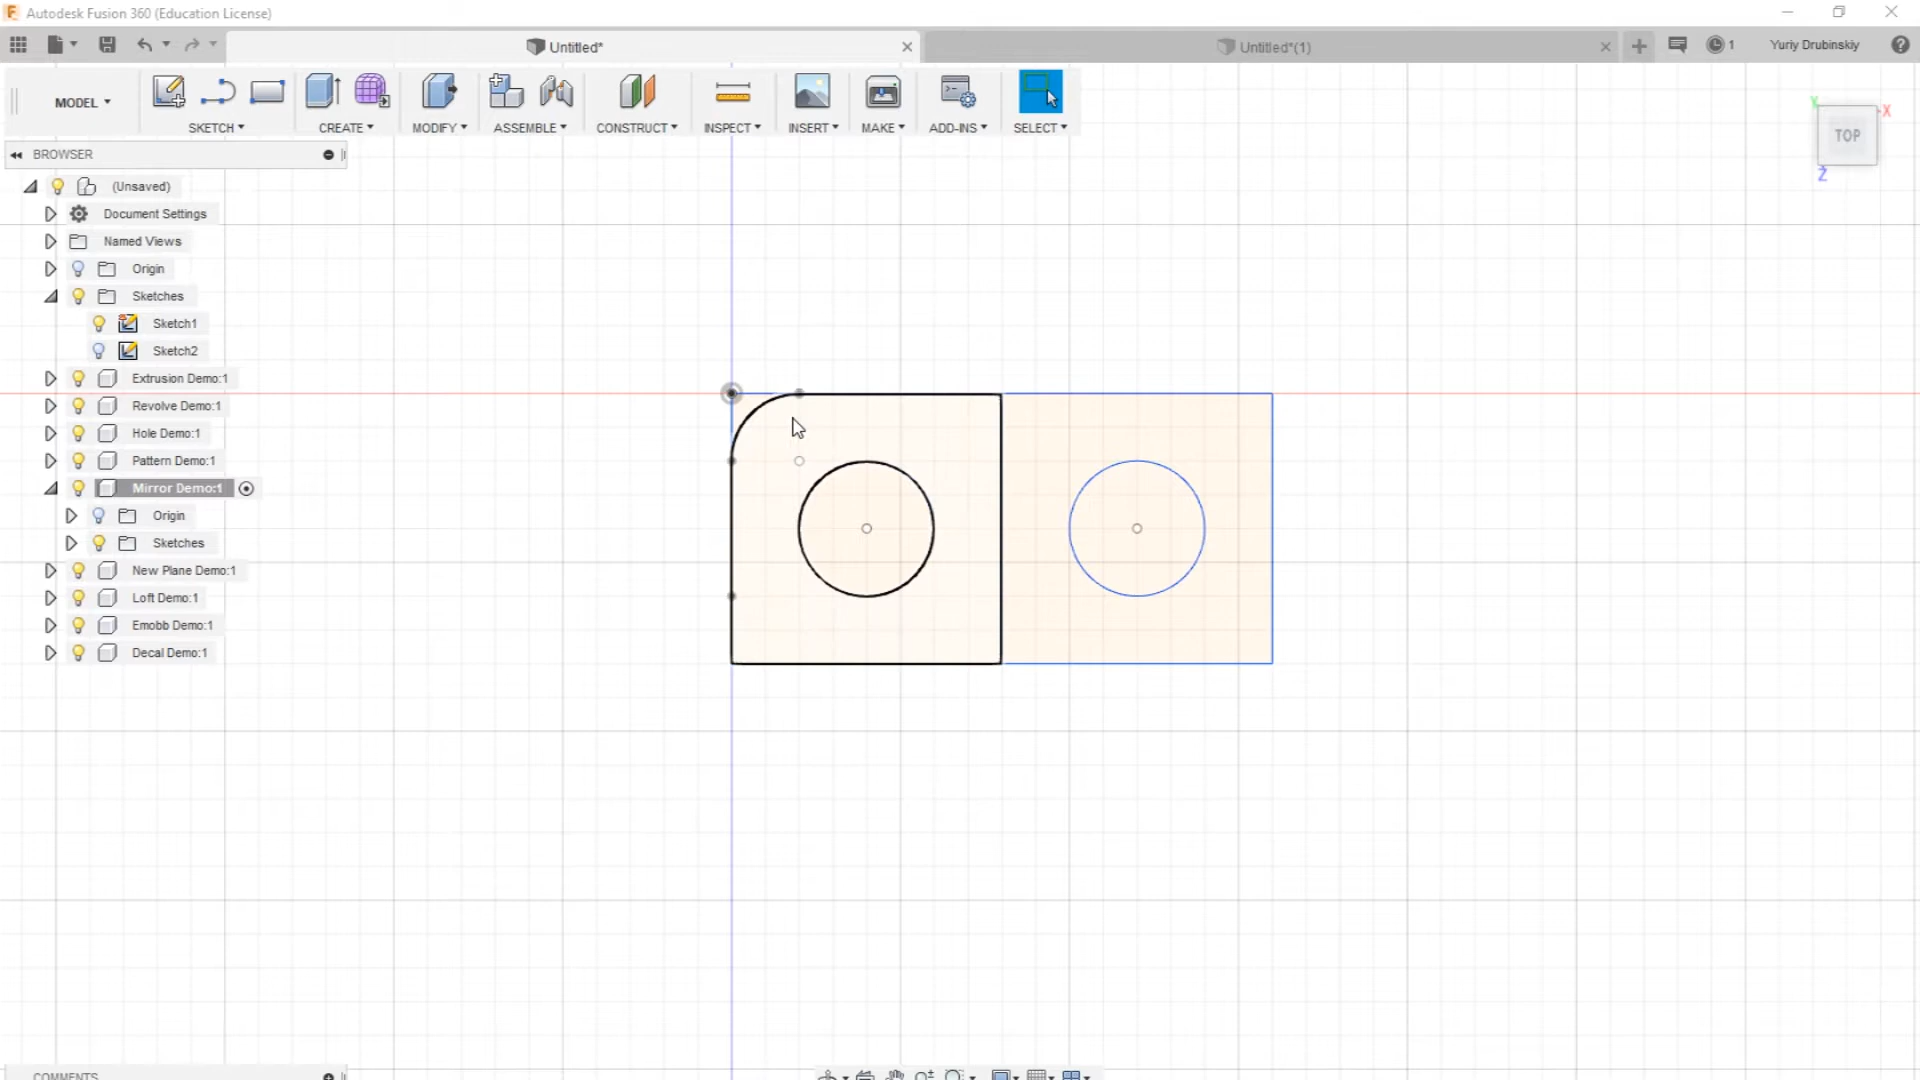 Autodesk Fusion 360 (Education License)
Untitled*
Untitled*(1)
1
Yuriy Drubinskiy
MODEL
SKETCH
CREATE
MODIFY
ASSEMBLE
CONSTRUCT
INSPECT
INSERT
MAKE
ADD-INS
SELECT
Y
X
TOP
Z
BROWSER
(Unsaved)
Document Settings
Named Views
Origin
Sketches
Sketch1
Sketch2
Extrusion Demo:1
Revolve Demo:1
Hole Demo:1
Pattern Demo:1
Mirror Demo:1
Origin
Sketches
New Plane Demo:1
Loft Demo:1
Emobb Demo:1
Decal Demo:1
COMMENTS